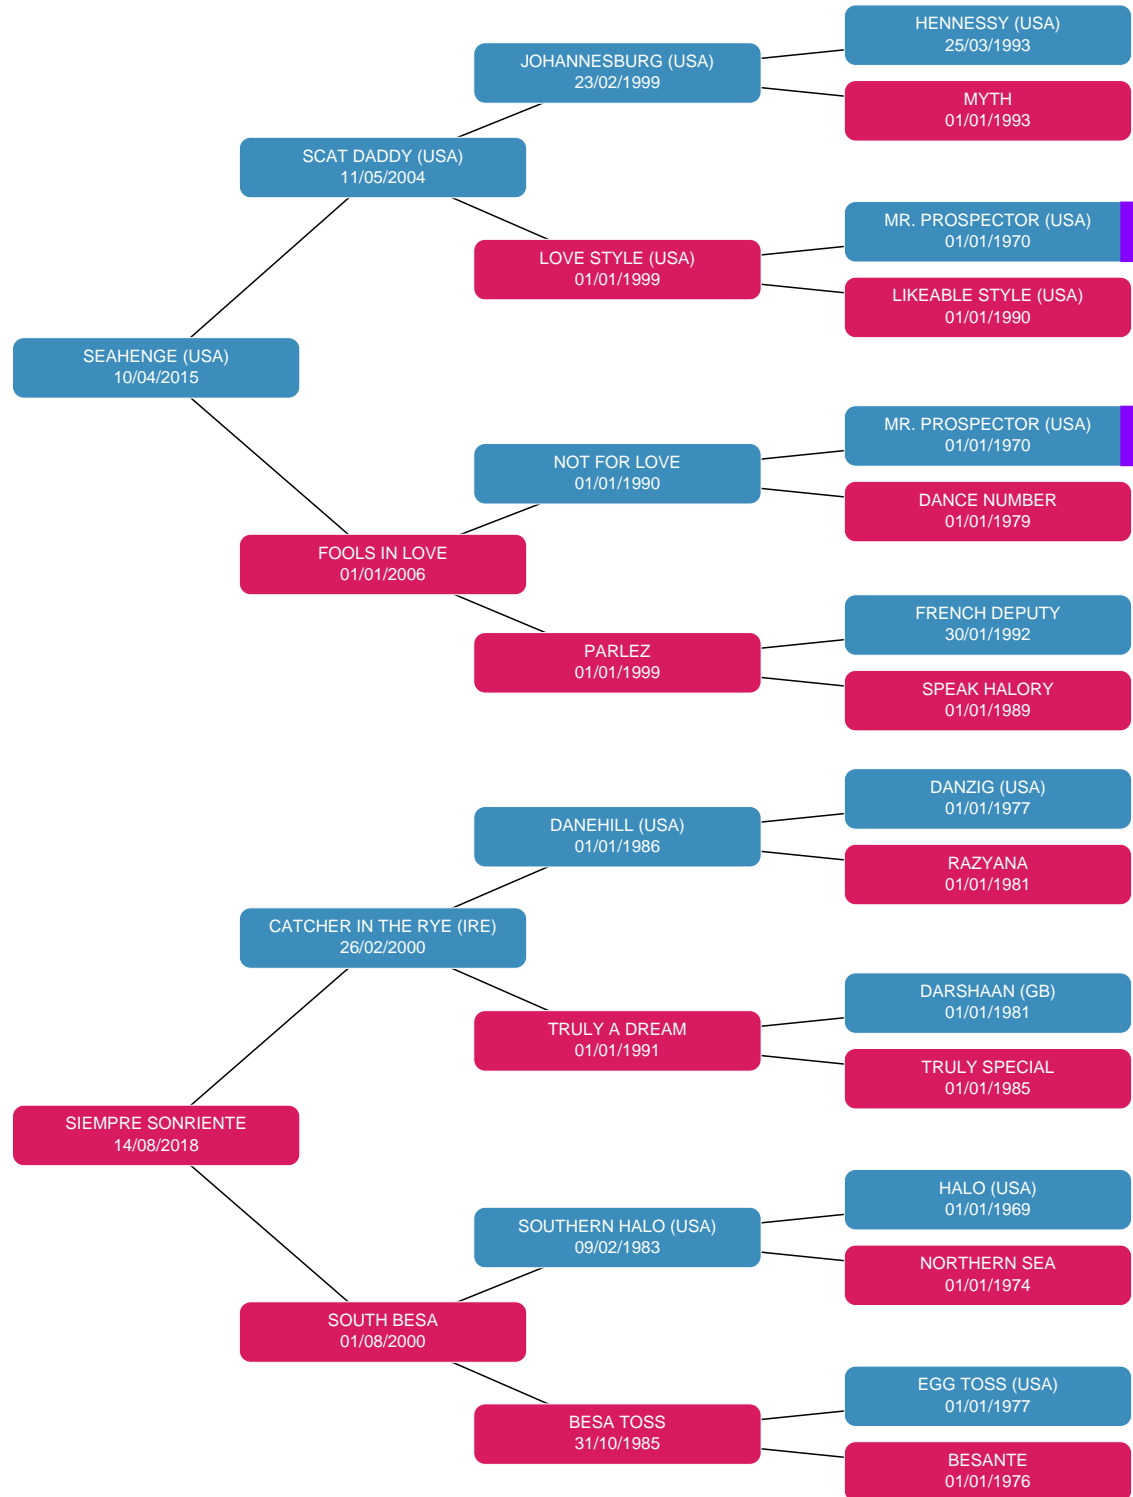 HENNESSY (USA)
25/03/1993
JOHANNESBURG (USA)
23/02/1999
MYTH
01/01/1993
SCAT DADDY (USA)
11/05/2004
MR. PROSPECTOR (USA)
01/01/1970
LOVE STYLE (USA)
01/01/1999
LIKEABLE STYLE (USA)
01/01/1990
SEAHENGE (USA)
10/04/2015
MR. PROSPECTOR (USA)
01/01/1970
NOT FOR LOVE
01/01/1990
DANCE NUMBER
01/01/1979
FOOLS IN LOVE
01/01/2006
FRENCH DEPUTY
30/01/1992
PARLEZ
01/01/1999
SPEAK HALORY
01/01/1989
DANZIG (USA)
01/01/1977
DANEHILL (USA)
01/01/1986
RAZYANA
01/01/1981
CATCHER IN THE RYE (IRE)
26/02/2000
DARSHAAN (GB)
01/01/1981
TRULY A DREAM
01/01/1991
TRULY SPECIAL
01/01/1985
SIEMPRE SONRIENTE
14/08/2018
HALO (USA)
01/01/1969
SOUTHERN HALO (USA)
09/02/1983
NORTHERN SEA
01/01/1974
SOUTH BESA
01/08/2000
EGG TOSS (USA)
01/01/1977
BESA TOSS
31/10/1985
BESANTE
01/01/1976